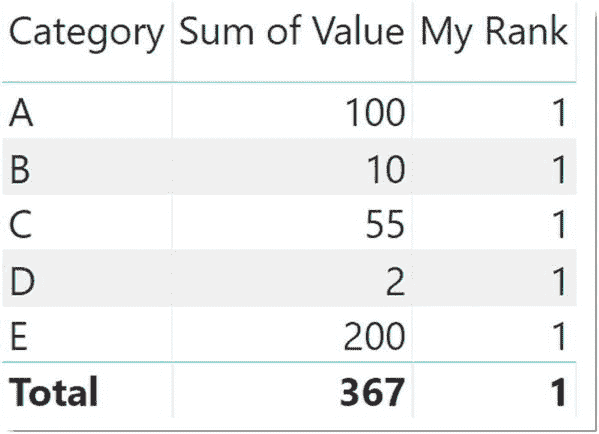 Category Sum of Value My Rank
A 100 1
B 10 1
C 55 1
D 2 1
E 200 1
Total 367 1